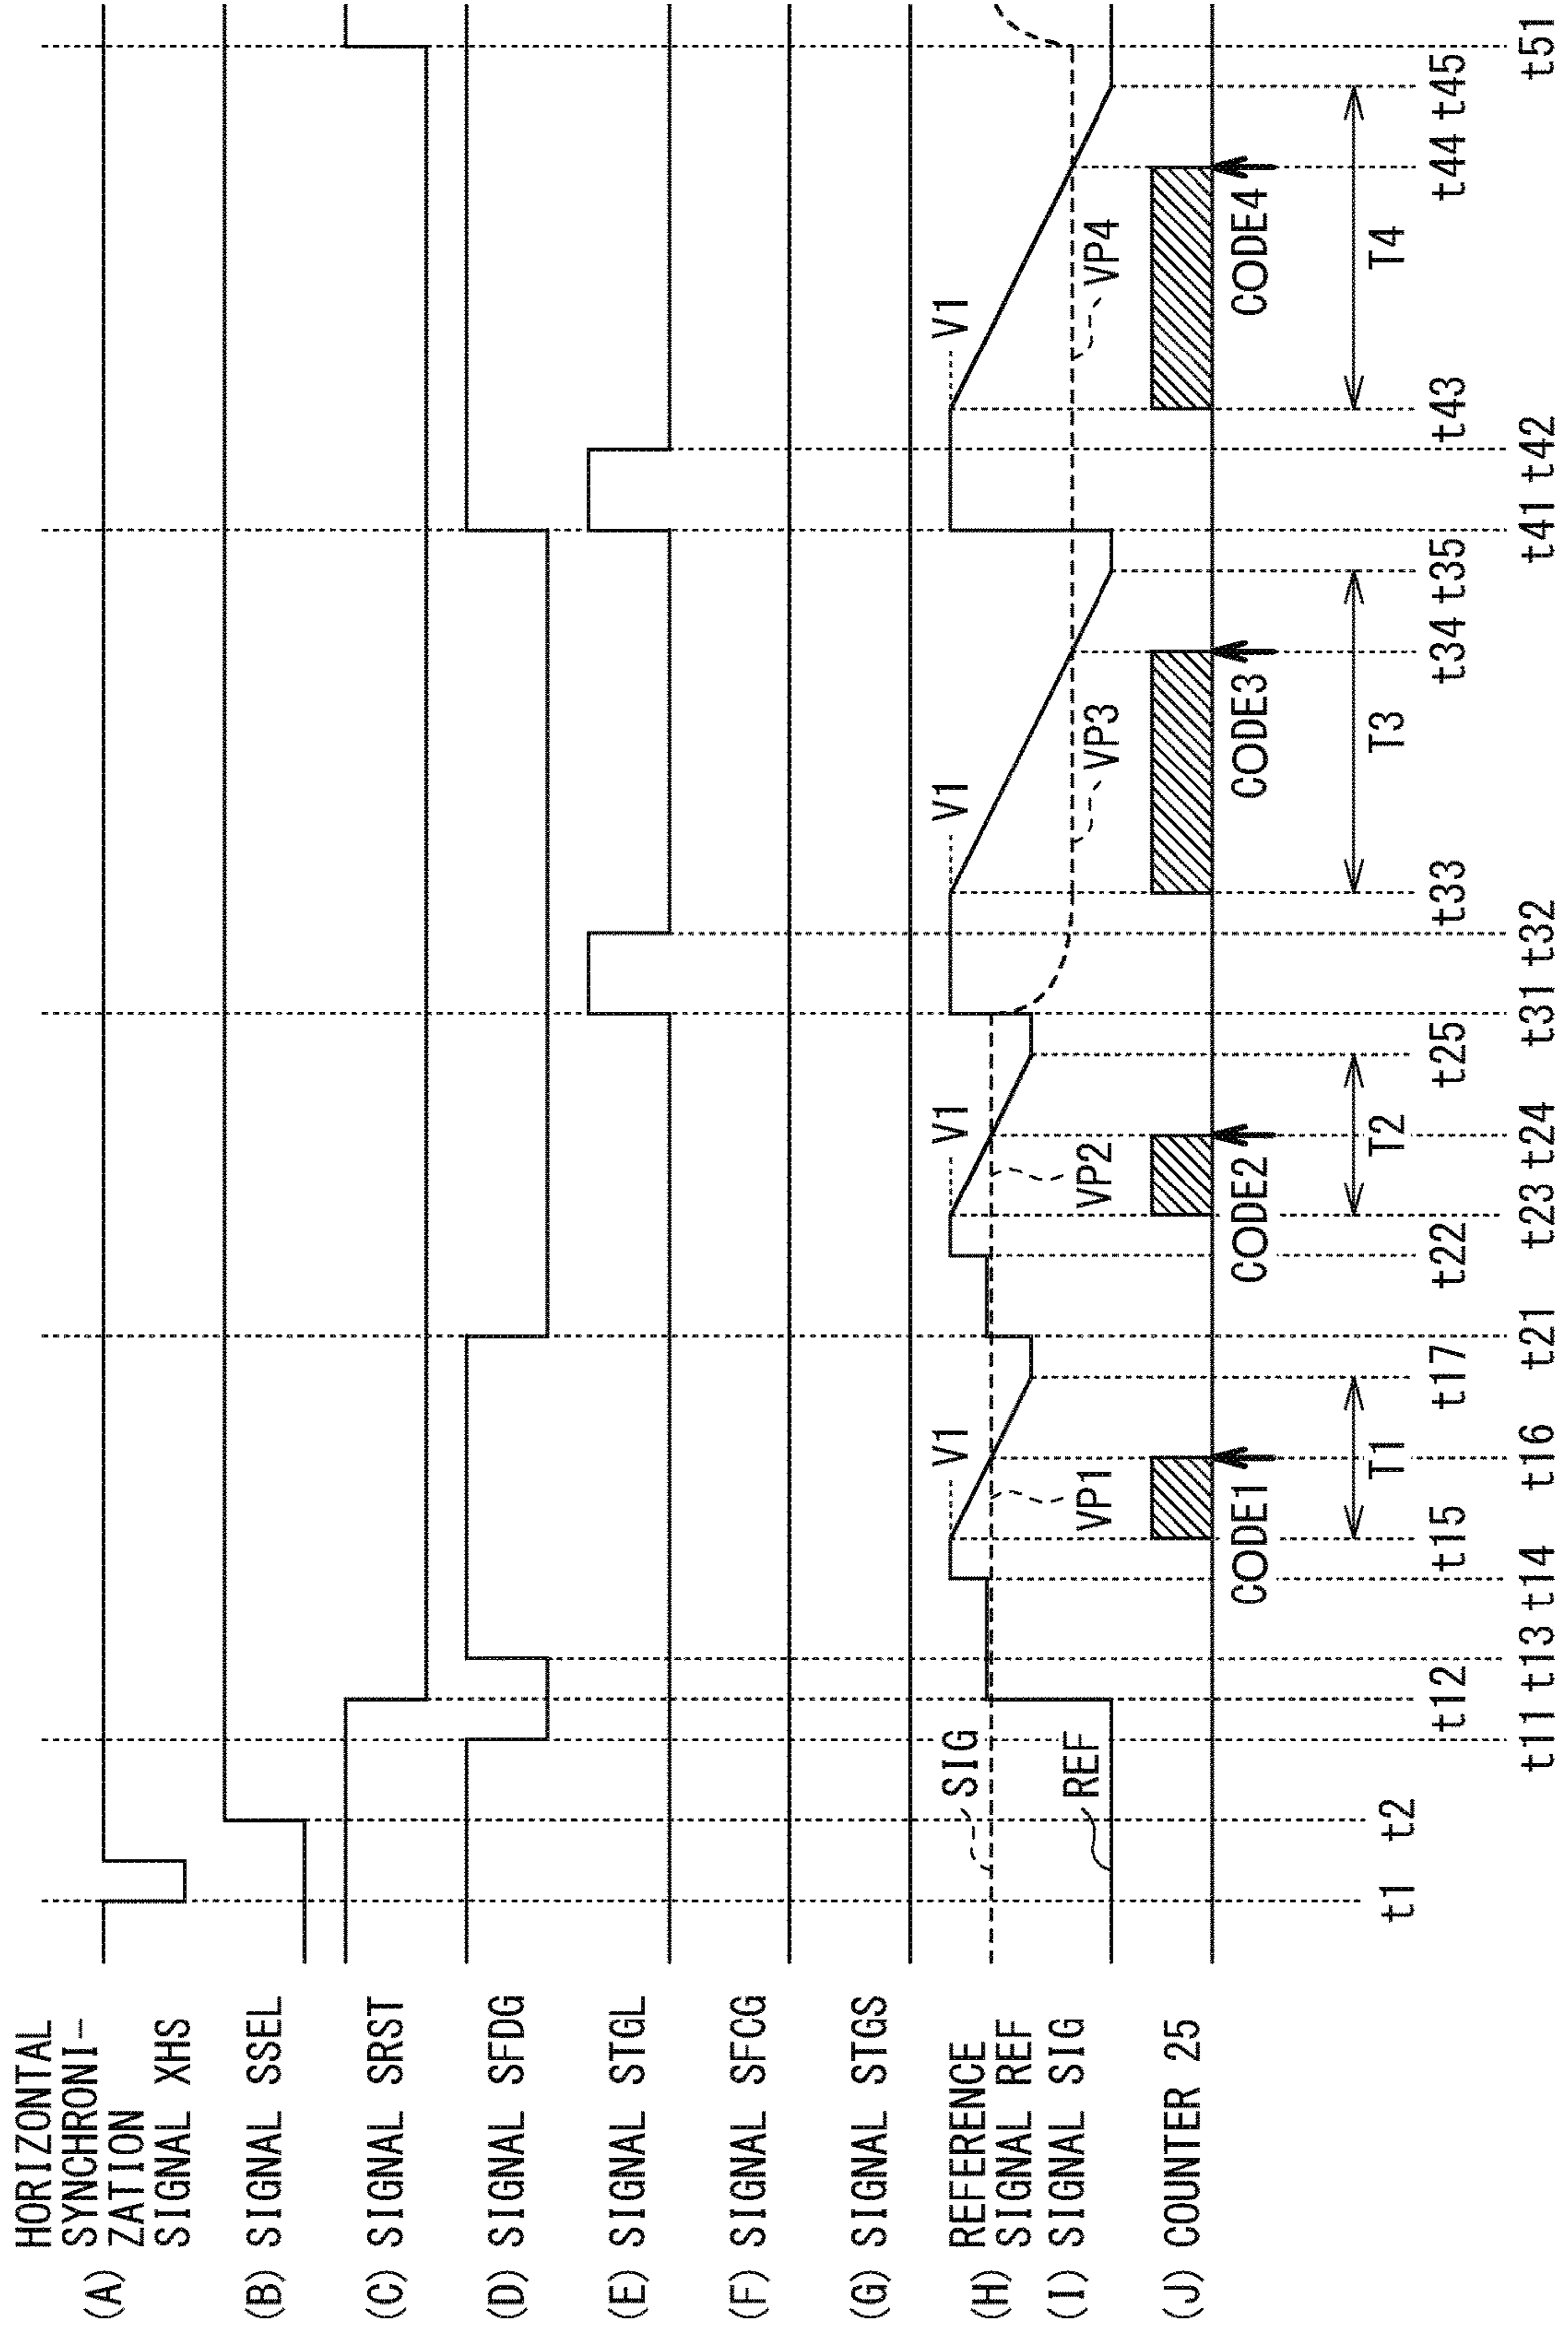 HORIZONTAL
SYNCHRONI-
(A) ZATION
SIGNAL XHS
(B) SIGNAL SSEL
(C) SIGNAL SRST
(D) SIGNAL SFDG
(E) SIGNAL STGL
(F) SIGNAL SFCG
(G) SIGNAL STGS
(H) REFERENCE
SIGNAL REF
(I) SIGNAL SIG
(J) COUNTER 25
SIG
REF
V1 V1 V1 V1
VP1 VP2 VP3 VP4
CODE1 CODE2 CODE3 CODE4
T1 T2 T3 T4
t1 t2
t12 t15 t17 t22 t25 t33 t34 t35 t43 t44 t45
t11 t13 t14 t16 t21 t23 t24 t31 t32 t41 t42 t51